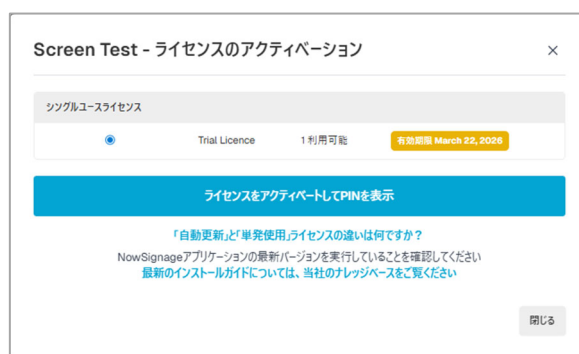 Screen Test - ライセンスのアクティベーション
×
シングルユースライセンス
Trial Licence 1 利用可能 有効期限 March 22, 2026
ライセンスをアクティベートしてPINを表示
「自動更新」と「単発使用」ライセンスの違いは何ですか？
NowSignageアプリケーションの最新バージョンを実行していることを確認してください
最新のインストールガイドについては、当社のナレッジベースをご覧ください
閉じる